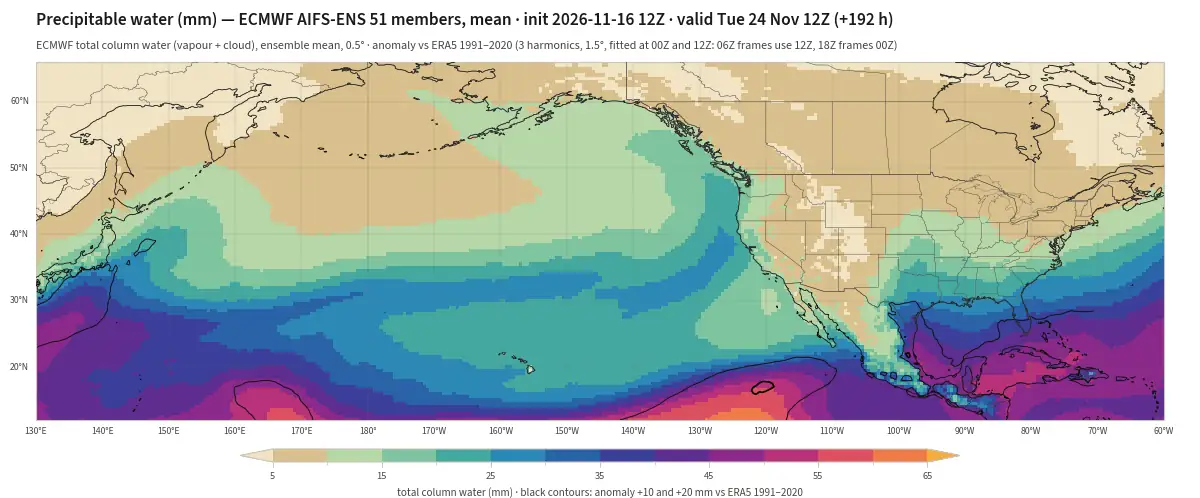 Precipitable water (mm) — ECMWF AIFS-ENS 51 members, mean · init 2026-11-16 12Z · valid Tue 24 Nov 12Z (+192 h)
ECMWF total column water (vapour + cloud), ensemble mean, 0.5° · anomaly vs ERA5 1991–2020 (3 harmonics, 1.5°, fitted at 00Z and 12Z: 06Z frames use 12Z, 18Z frames 00Z)
60°N
50°N
40°N
30°N
20°N
130°E 140°E 150°E 160°E 170°E 180° 170°W 160°W 150°W 140°W 130°W 120°W 110°W 100°W 90°W 80°W 70°W 60°W
5 15 25 35 45 55 65
total column water (mm) · black contours: anomaly +10 and +20 mm vs ERA5 1991–2020